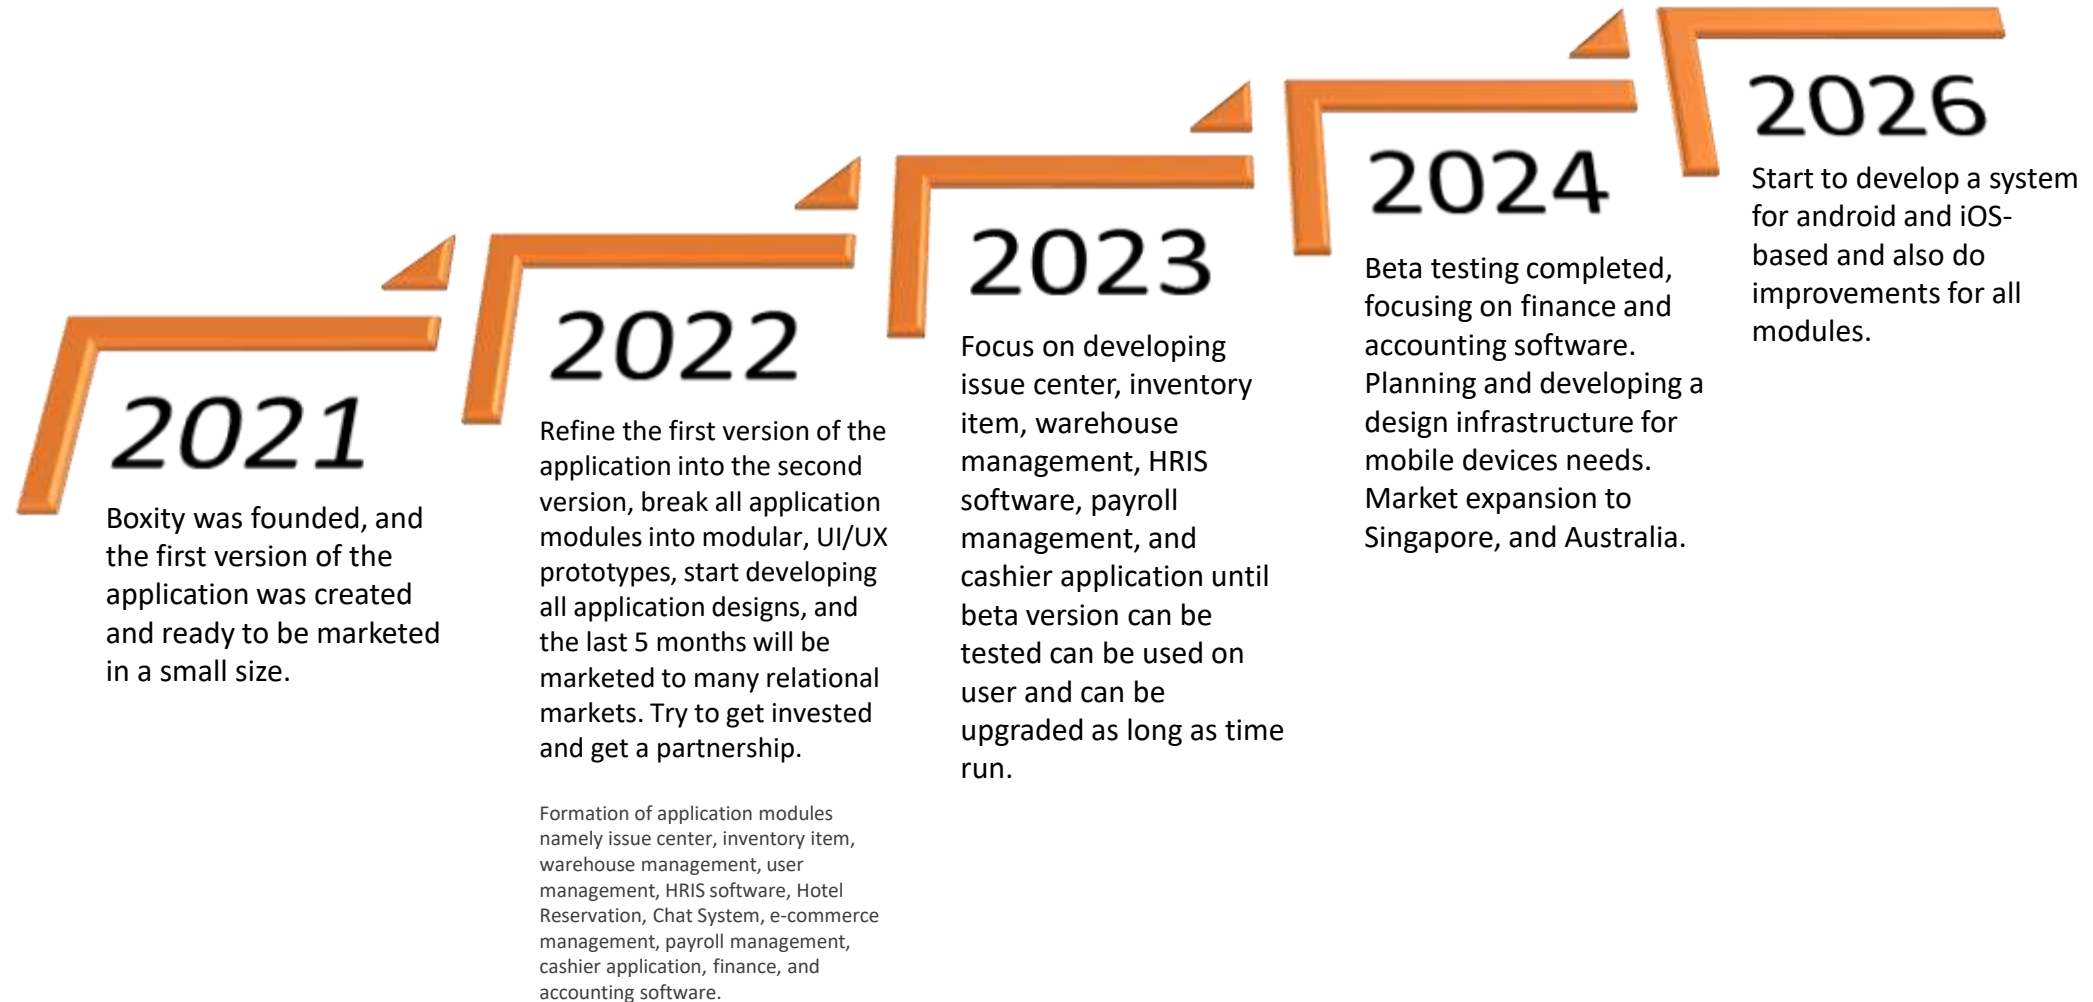 2021
Boxity was founded, and
the first version of the
application was created
and ready to be marketed
in a small size.
2022
Refine the first version of the
application into the second
version, break all application
modules into modular, UI/UX
prototypes, start developing
all application designs, and
the last 5 months will be
marketed to many relational
markets. Try to get invested
and get a partnership.
Formation of application modules
namely issue center, inventory item,
warehouse management, user
management, HRIS software, Hotel
Reservation, Chat System, e-commerce
management, payroll management,
cashier application, finance, and
accounting software.
2023
Focus on developing
issue center, inventory
item, warehouse
management, HRIS
software, payroll
management, and
cashier application until
beta version can be
tested can be used on
user and can be
upgraded as long as time
run.
2024
Beta testing completed,
focusing on finance and
accounting software.
Planning and developing a
design infrastructure for
mobile devices needs.
Market expansion to
Singapore, and Australia.
2026
Start to develop a system
for android and iOS-
based and also do
improvements for all
modules.